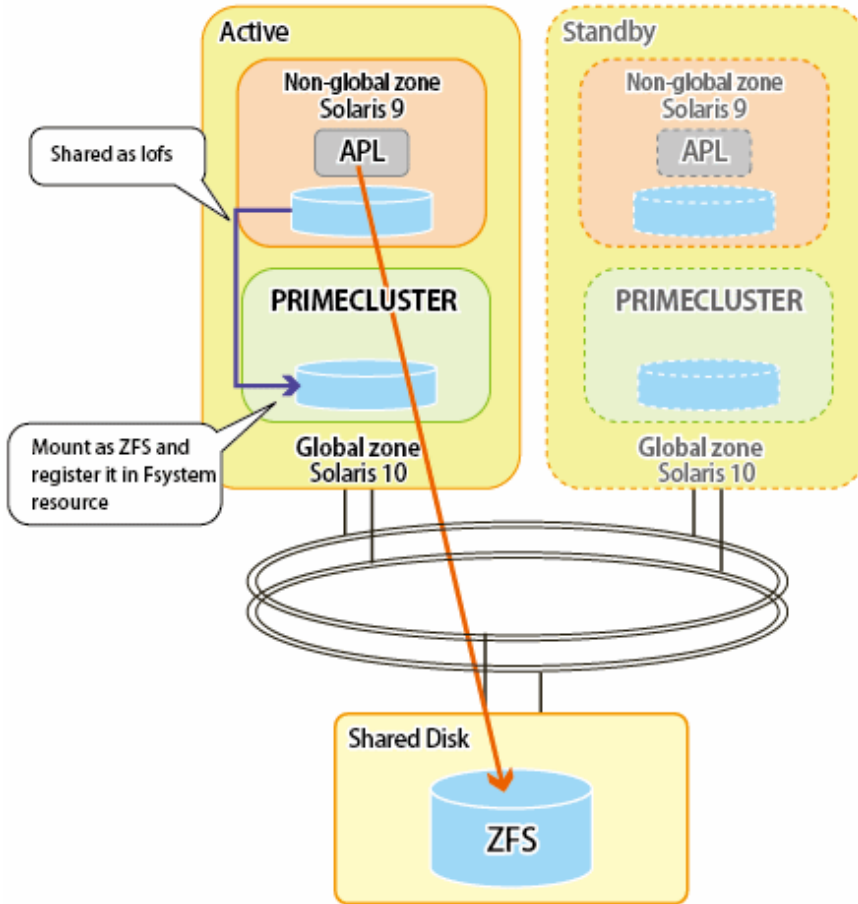 Active
Non-global zone
Solaris 9
APL
Shared as lofs
PRIMECLUSTER
Mount as ZFS and
register it in Fsystem
resource
Global zone
Solaris 10
Standby
Non-global zone
Solaris 9
APL
PRIMECLUSTER
Global zone
Solaris 10
Shared Disk
ZFS